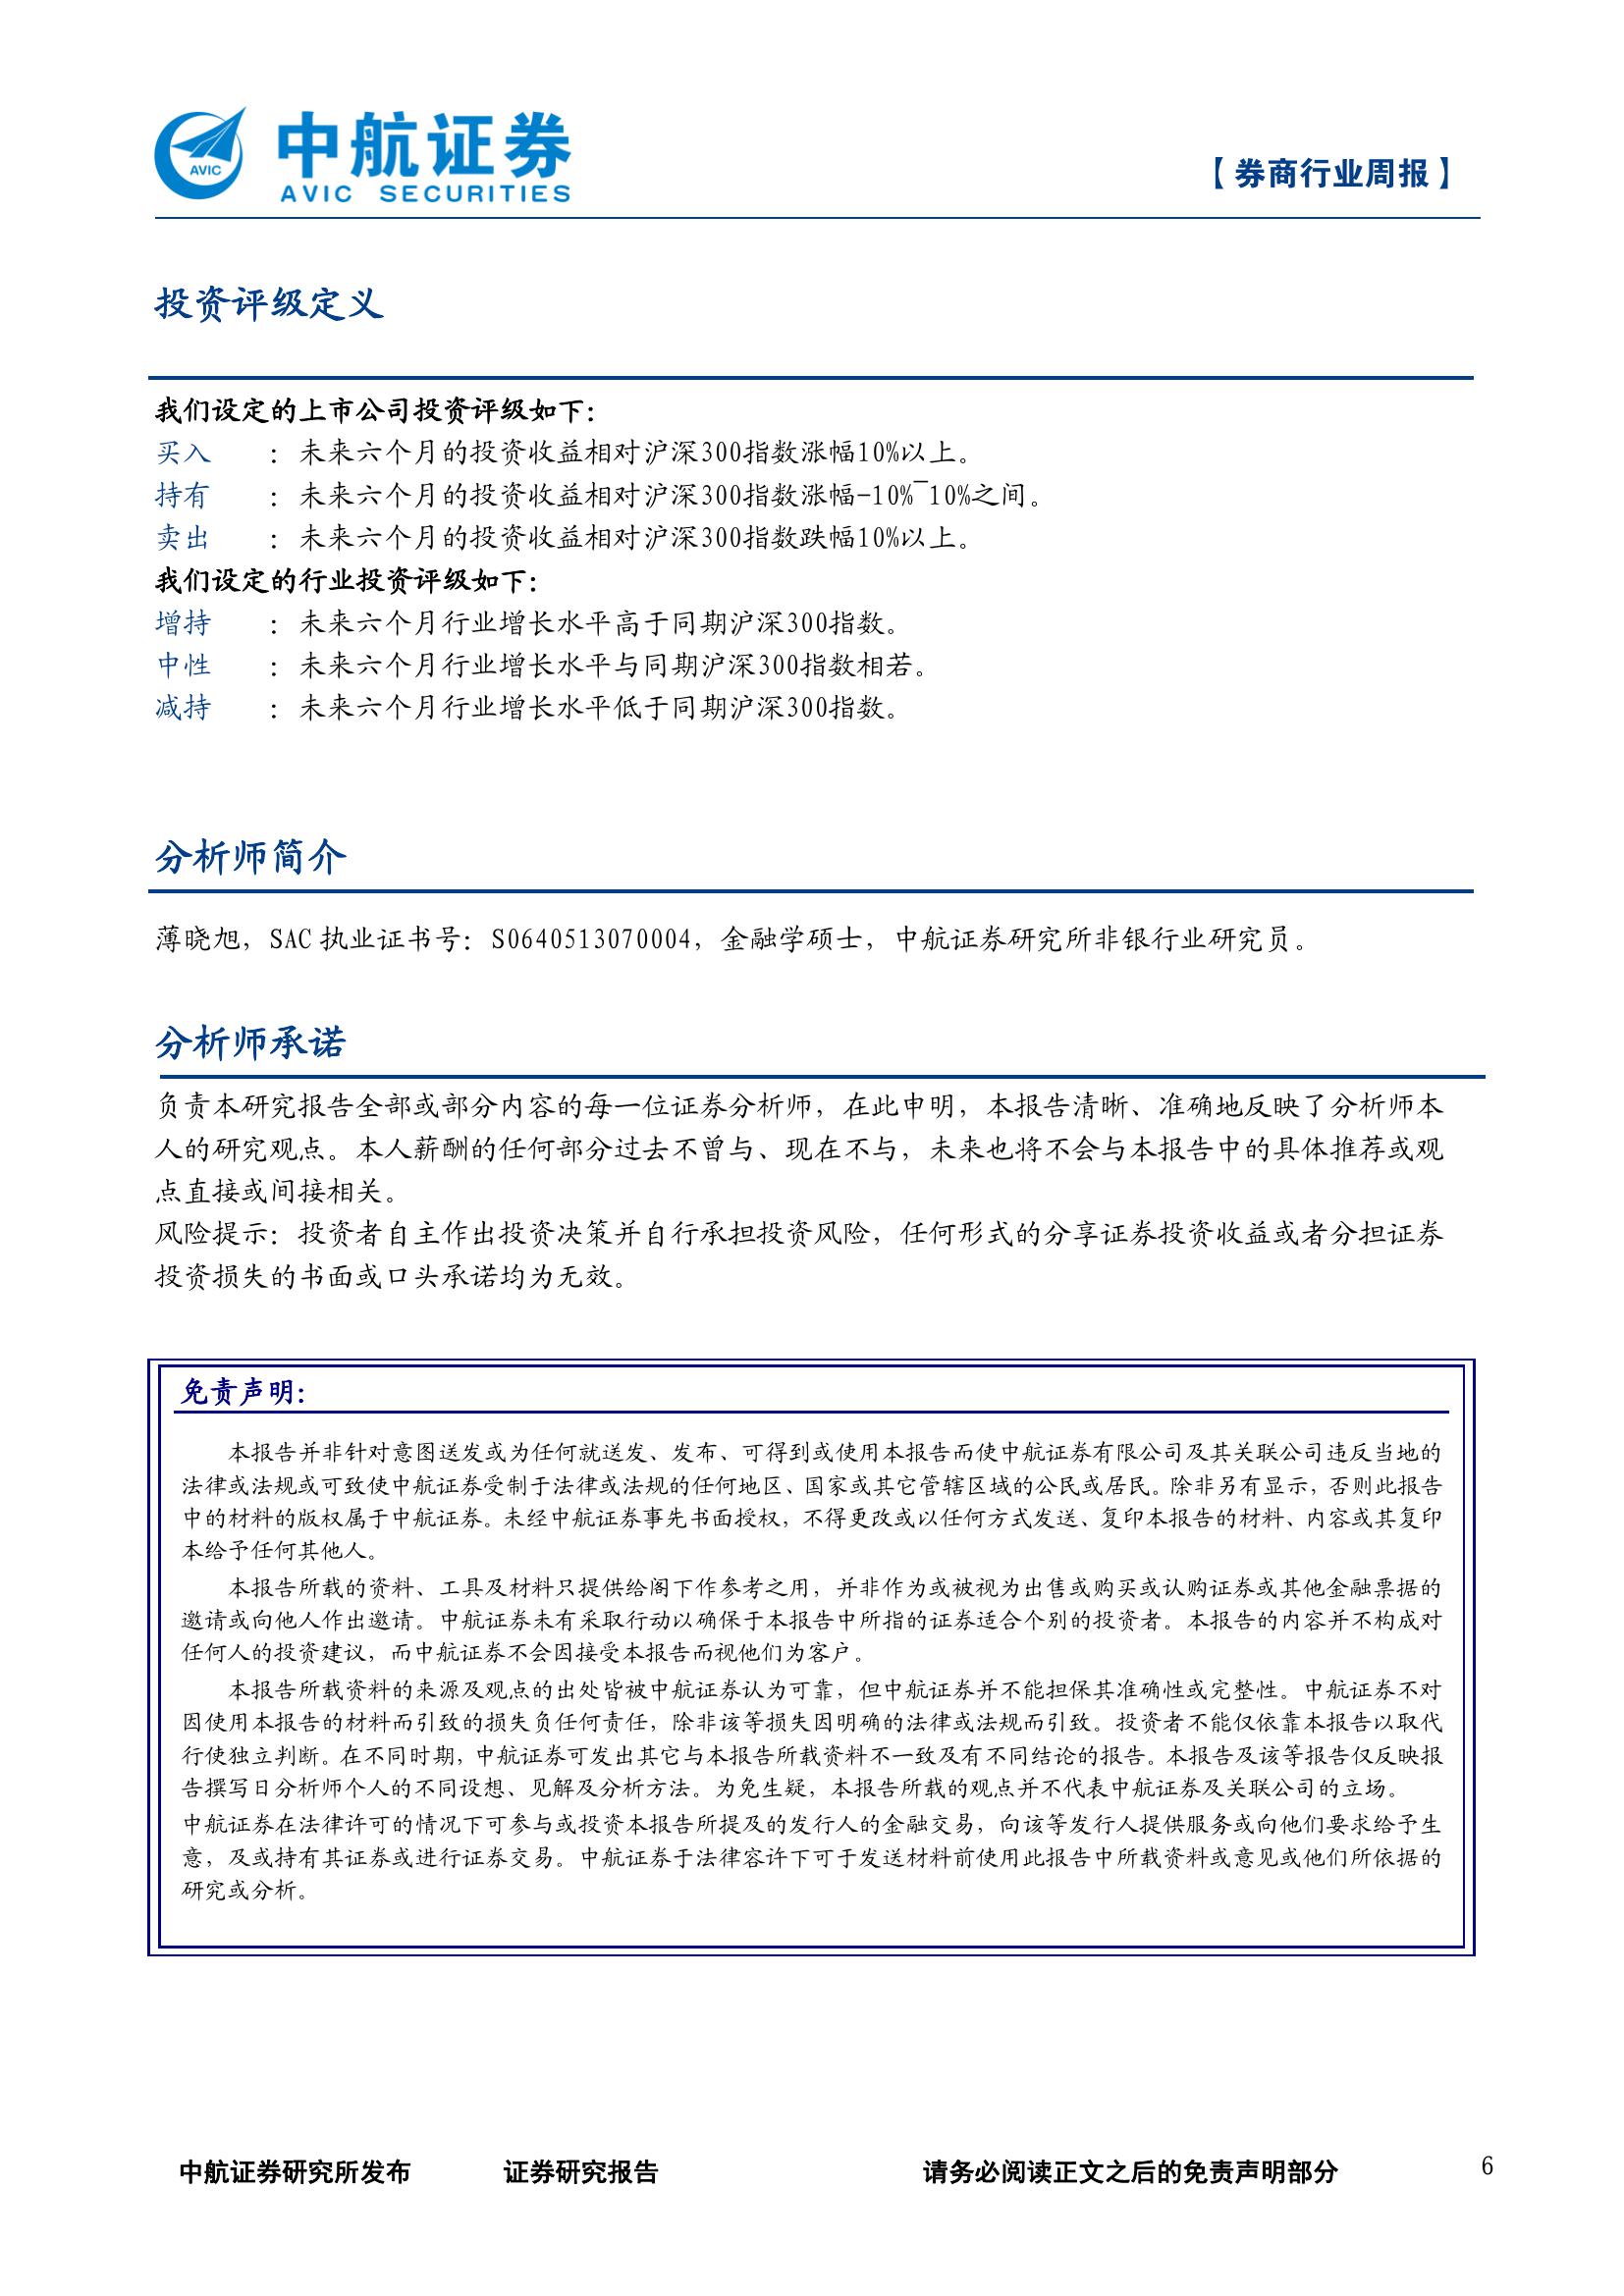 AVIC
中航证券
AVIC SECURITIES
【券商行业周报】
投资评级定义
我们设定的上市公司投资评级如下：
买入 ：未来六个月的投资收益相对沪深300指数涨幅10%以上。
持有 ：未来六个月的投资收益相对沪深300指数涨幅-10%~10%之间。
卖出 ：未来六个月的投资收益相对沪深300指数跌幅10%以上。
我们设定的行业投资评级如下：
增持 ：未来六个月行业增长水平高于同期沪深300指数。
中性 ：未来六个月行业增长水平与同期沪深300指数相若。
减持 ：未来六个月行业增长水平低于同期沪深300指数。
分析师简介
薄晓旭，SAC 执业证书号：S0640513070004，金融学硕士，中航证券研究所非银行业研究员。
分析师承诺
负责本研究报告全部或部分内容的每一位证券分析师，在此申明，本报告清晰、准确地反映了分析师本
人的研究观点。本人薪酬的任何部分过去不曾与、现在不与，未来也将不会与本报告中的具体推荐或观
点直接或间接相关。
风险提示：投资者自主作出投资决策并自行承担投资风险，任何形式的分享证券投资收益或者分担证券
投资损失的书面或口头承诺均为无效。
免责声明：
本报告并非针对意图送发或为任何就送发、发布、可得到或使用本报告而使中航证券有限公司及其关联公司违反当地的
法律或法规或可致使中航证券受制于法律或法规的任何地区、国家或其它管辖区域的公民或居民。除非另有显示，否则此报告
中的材料的版权属于中航证券。未经中航证券事先书面授权，不得更改或以任何方式发送、复印本报告的材料、内容或其复印
本给予任何其他人。
本报告所载的资料、工具及材料只提供给阁下作参考之用，并非作为或被视为出售或购买或认购证券或其他金融票据的
邀请或向他人作出邀请。中航证券未有采取行动以确保于本报告中所指的证券适合个别的投资者。本报告的内容并不构成对
任何人的投资建议，而中航证券不会因接受本报告而视他们为客户。
本报告所载资料的来源及观点的出处皆被中航证券认为可靠，但中航证券并不能担保其准确性或完整性。中航证券不对
因使用本报告的材料而引致的损失负任何责任，除非该等损失因明确的法律或法规而引致。投资者不能仅依靠本报告以取代
行使独立判断。在不同时期，中航证券可发出其它与本报告所载资料不一致及有不同结论的报告。本报告及该等报告仅反映报
告撰写日分析师个人的不同设想、见解及分析方法。为免生疑，本报告所载的观点并不代表中航证券及关联公司的立场。
中航证券在法律许可的情况下可参与或投资本报告所提及的发行人的金融交易，向该等发行人提供服务或向他们要求给予生
意，及或持有其证券或进行证券交易。中航证券于法律容许下可于发送材料前使用此报告中所载资料或意见或他们所依据的
研究或分析。
中航证券研究所发布 证券研究报告 请务必阅读正文之后的免责声明部分 6